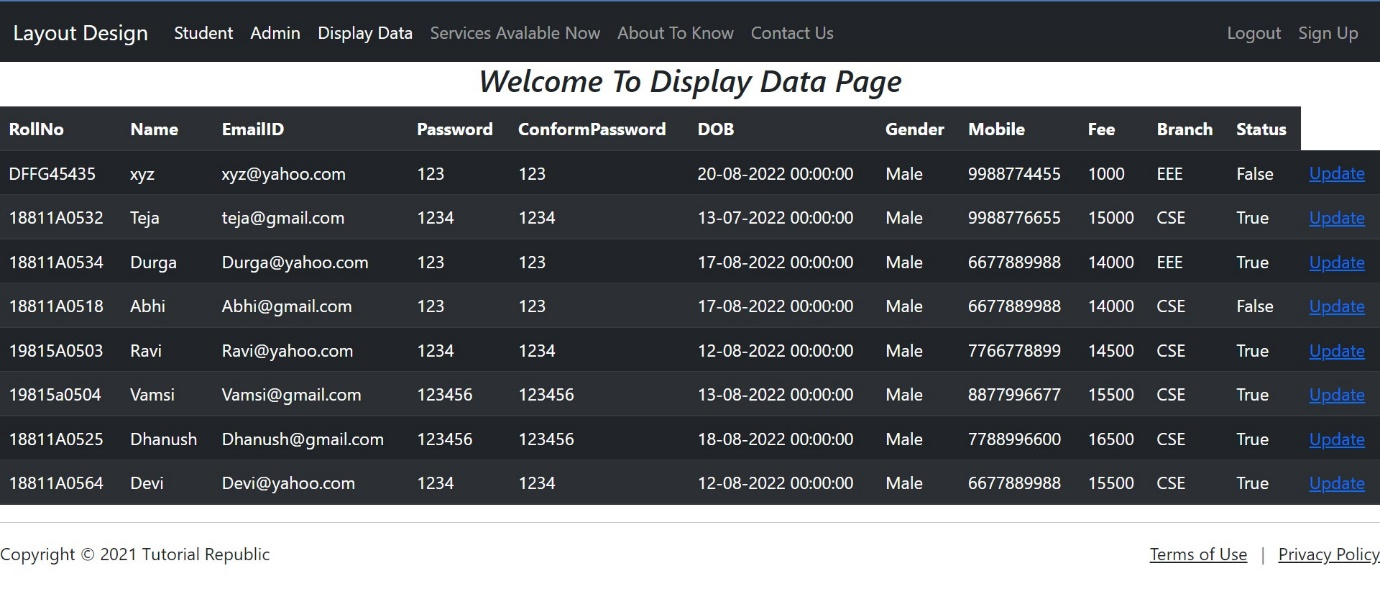 Layout Design Student Admin Display Data Services Avalable Now About To Know Contact Us Logout Sign Up
Welcome To Display Data Page
RollNo Name EmailID Password ConformPassword DOB Gender Mobile Fee Branch Status
DFFG45435 xyz xyz@yahoo.com 123 123 20-08-2022 00:00:00 Male 9988774455 1000 EEE False Update
18811A0532 Teja teja@gmail.com 1234 1234 13-07-2022 00:00:00 Male 9988776655 15000 CSE True Update
18811A0534 Durga Durga@yahoo.com 123 123 17-08-2022 00:00:00 Male 6677889988 14000 EEE True Update
18811A0518 Abhi Abhi@gmail.com 123 123 17-08-2022 00:00:00 Male 6677889988 14000 CSE False Update
19815A0503 Ravi Ravi@yahoo.com 1234 1234 12-08-2022 00:00:00 Male 7766778899 14500 CSE True Update
19815a0504 Vamsi Vamsi@gmail.com 123456 123456 13-08-2022 00:00:00 Male 8877996677 15500 CSE True Update
18811A0525 Dhanush Dhanush@gmail.com 123456 123456 18-08-2022 00:00:00 Male 7788996600 16500 CSE True Update
18811A0564 Devi Devi@yahoo.com 1234 1234 12-08-2022 00:00:00 Male 6677889988 15500 CSE True Update
Copyright © 2021 Tutorial Republic Terms of Use | Privacy Policy